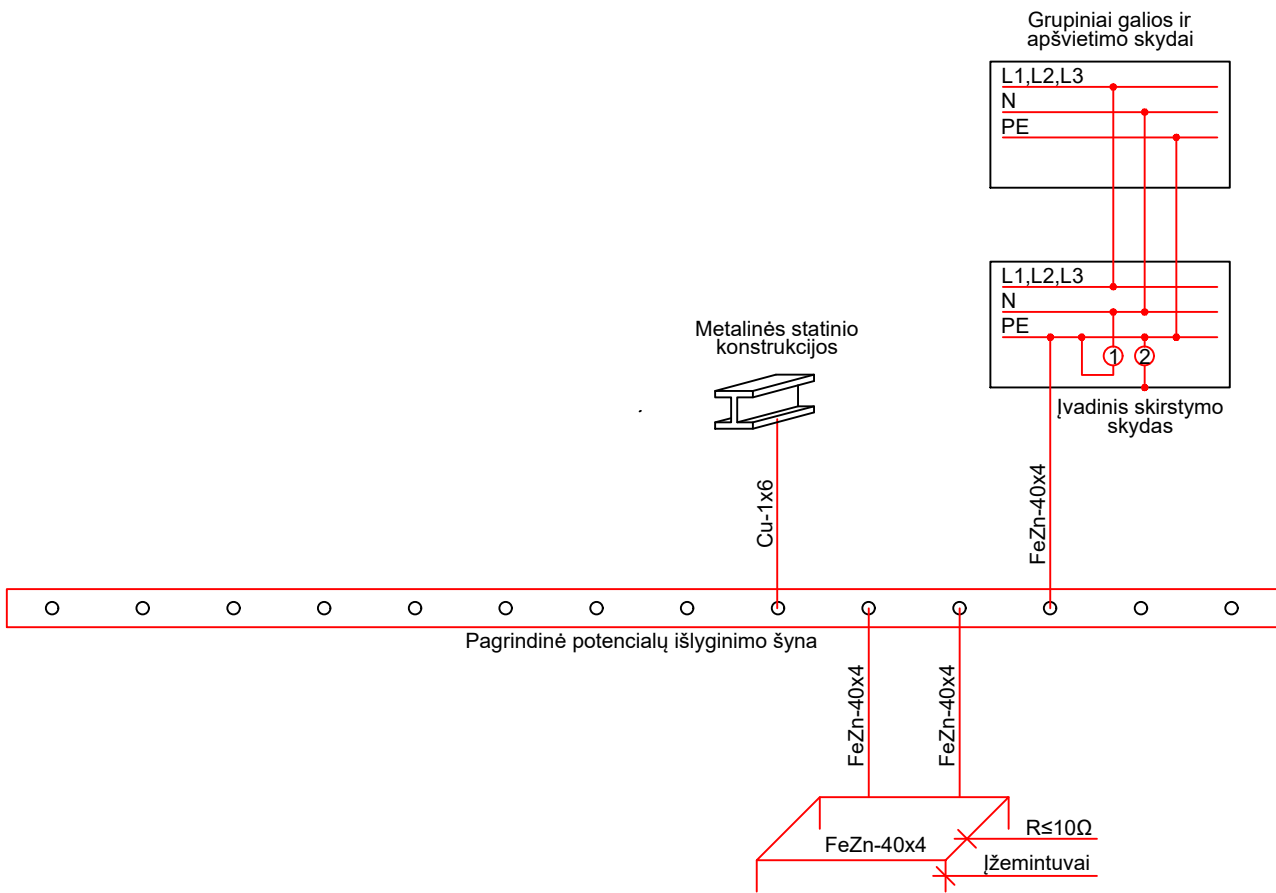 Grupiniai galios ir
apšvietimo skydai
L1,L2,L3
N
PE
L1,L2,L3
N
PE
1 2
Įvadinis skirstymo
skydas
Metalinės statinio
konstrukcijos
Cu-1x6
FeZn-40x4
Pagrindinė potencialų išlyginimo šyna
FeZn-40x4
FeZn-40x4
FeZn-40x4
R≤10Ω
Įžemintuvai